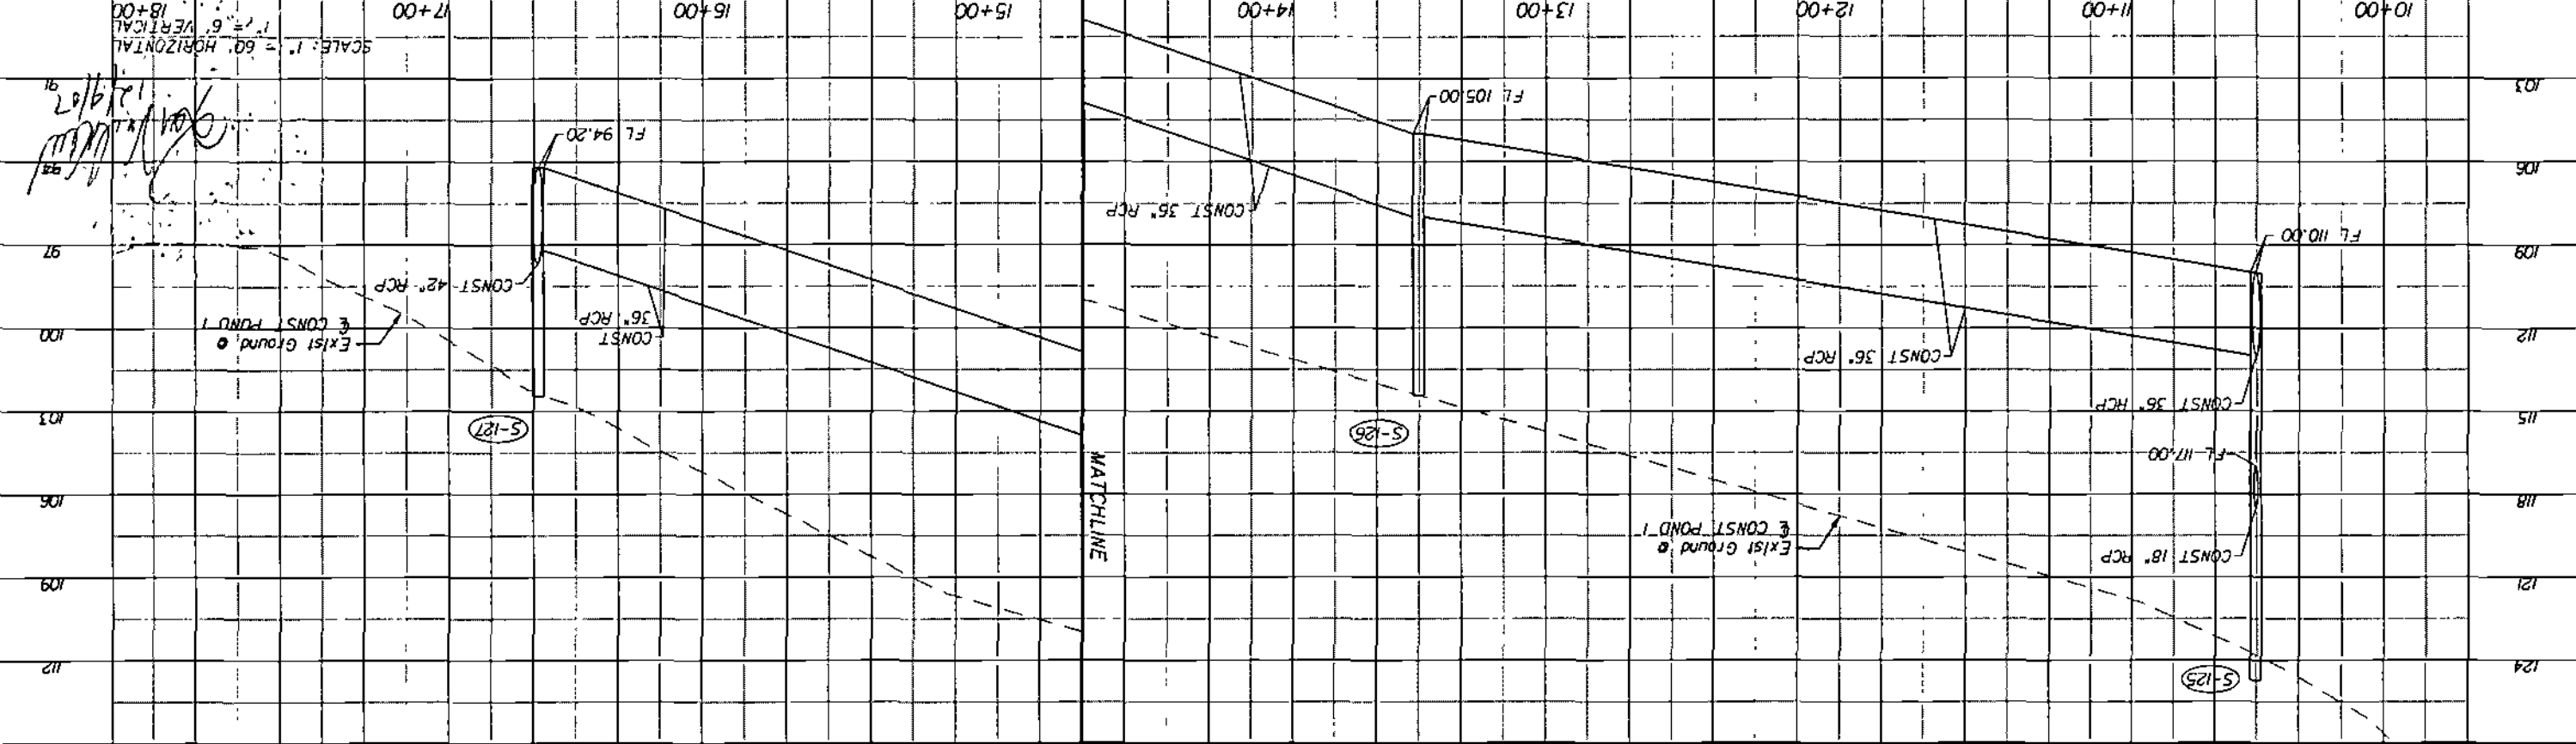 S-125
124
112
CONST 18" RCP
Exist Ground @
℄ CONST POND 1
121
109
MATCHLINE
118
106
FL 117.00
S-126
S-127
115
103
CONST 36" RCP
CONST 36" RCP
CONST
36" RCP
Exist Ground @
℄ CONST POND 1
112
100
CONST 42" RCP
FL 110.00
109
97
CONST 36" RCP
106
94
FL 105.00
FL 94.20
12/9/07
103
91
SCALE: 1" = 60' HORIZONTAL
1" = 6' VERTICAL
10+00
11+00
12+00
13+00
14+00
15+00
16+00
17+00
18+00